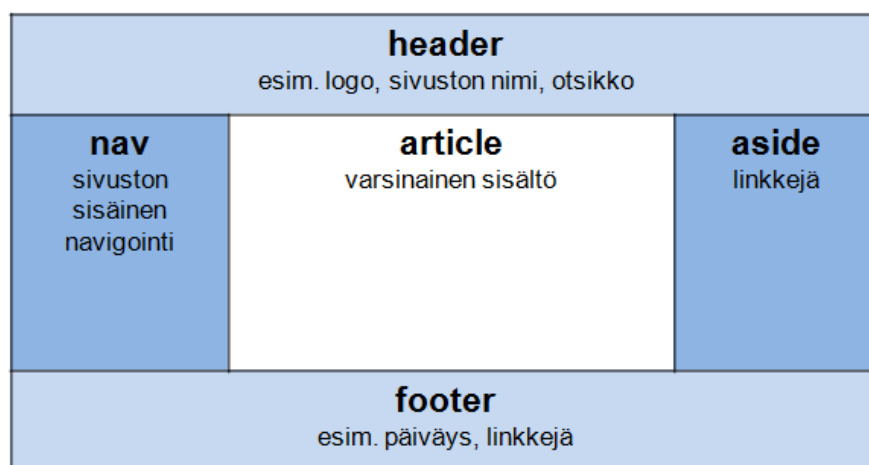 header
esim. logo, sivuston nimi, otsikko
nav
sivuston
sisäinen
navigointi
article
varsinainen sisältö
aside
linkkejä
footer
esim. päiväys, linkkejä